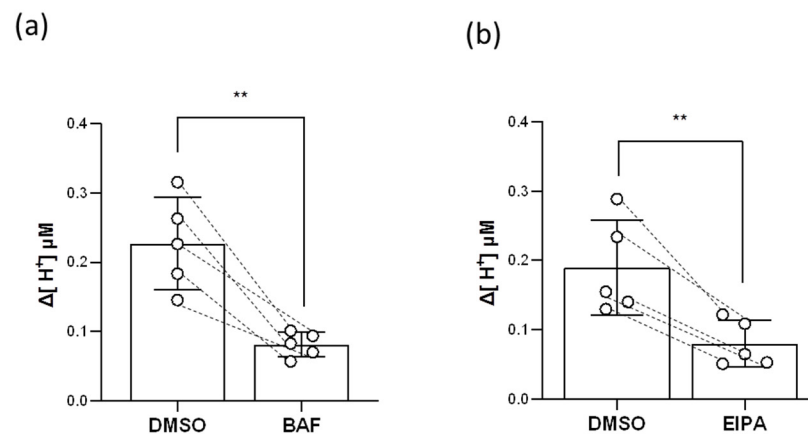 (a)
(b)
**
**
0.4
0.3
0.2
0.1
0.0
Δ[ H⁺] µM
DMSO
BAF
0.4
0.3
0.2
0.1
0.0
Δ[ H⁺] µM
DMSO
EIPA